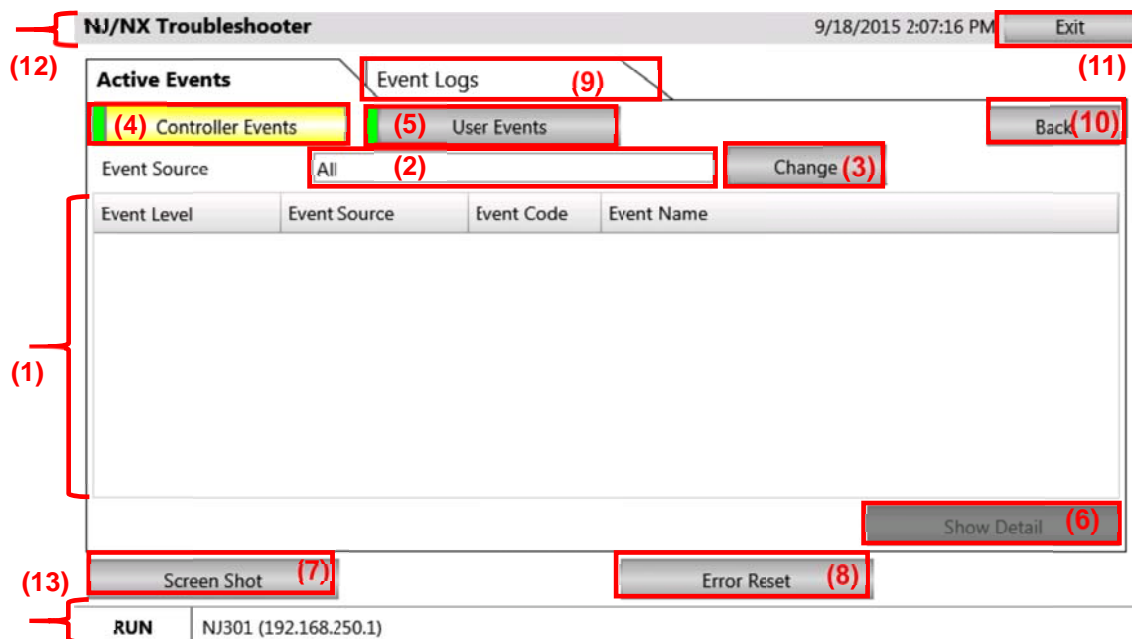 NJ/NX Troubleshooter 9/18/2015 2:07:16 PM Exit
(12) (11)
Active Events Event Logs (9)
(4) Controller Events (5) User Events Back (10)
Event Source All (2) Change (3)
Event Level Event Source Event Code Event Name
(1)
Show Detail (6)
(13) Screen Shot (7) Error Reset (8)
RUN NJ301 (192.168.250.1)